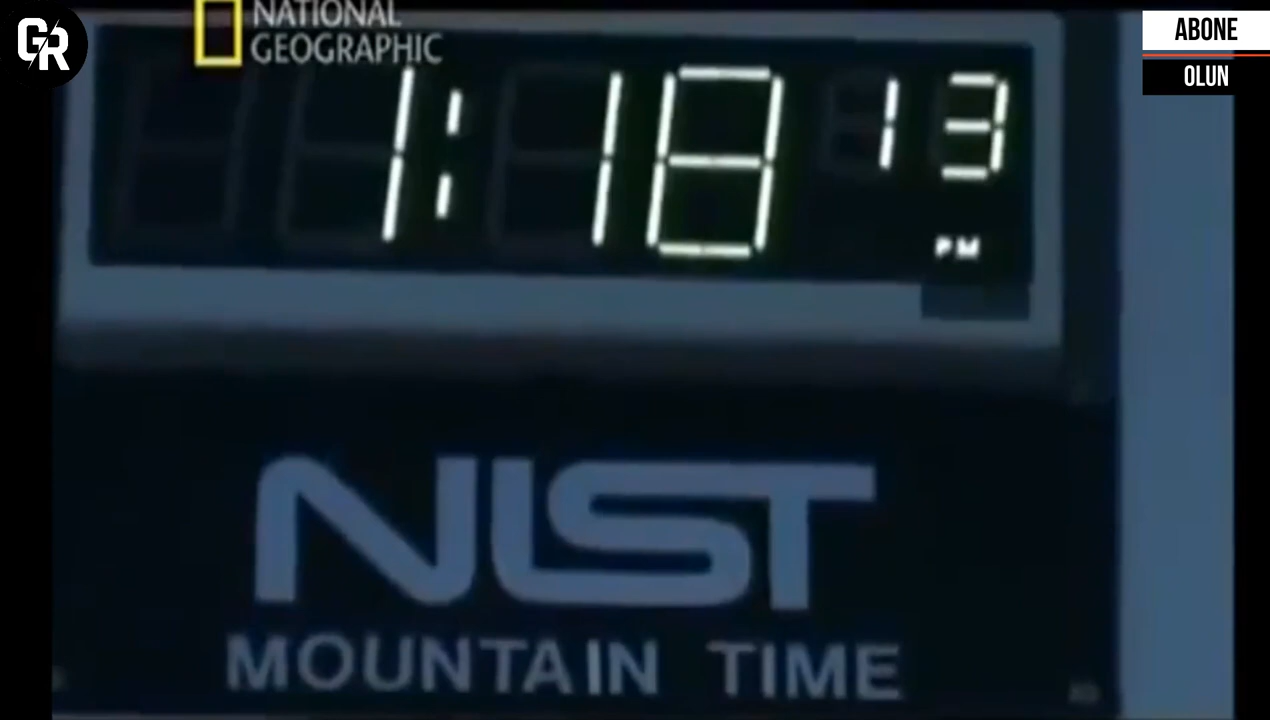 GR
NATIONAL
GEOGRAPHIC
ABONE
OLUN
1:18 13
PM
NIST
MOUNTAIN TIME